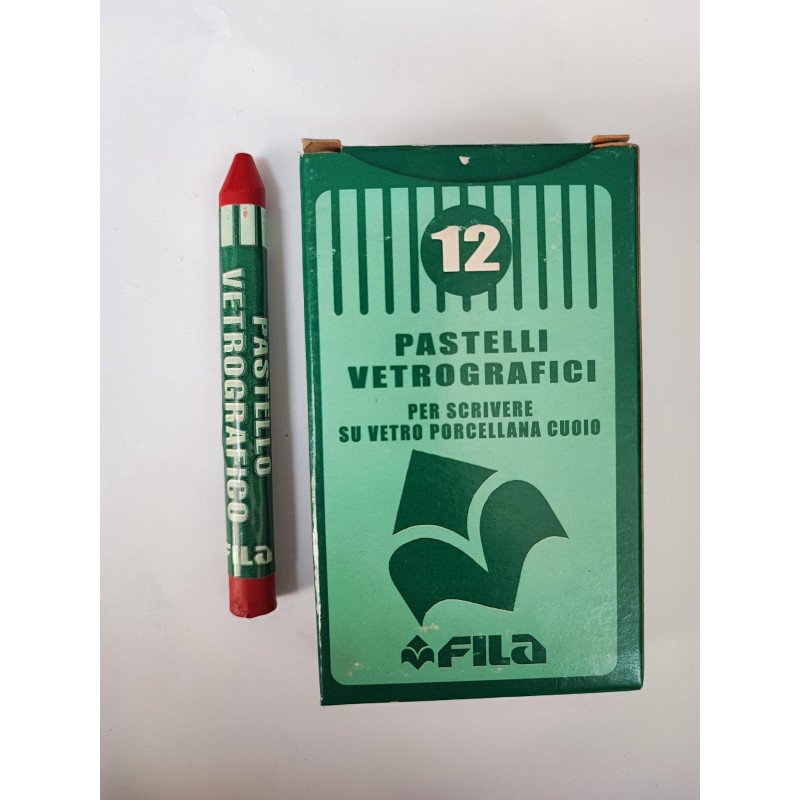 PASTELLO
VETROGRAFICO
12
PASTELLI
VETROGRAFICI
PER SCRIVERE
SU VETRO PORCELLANA CUOIO
FILA